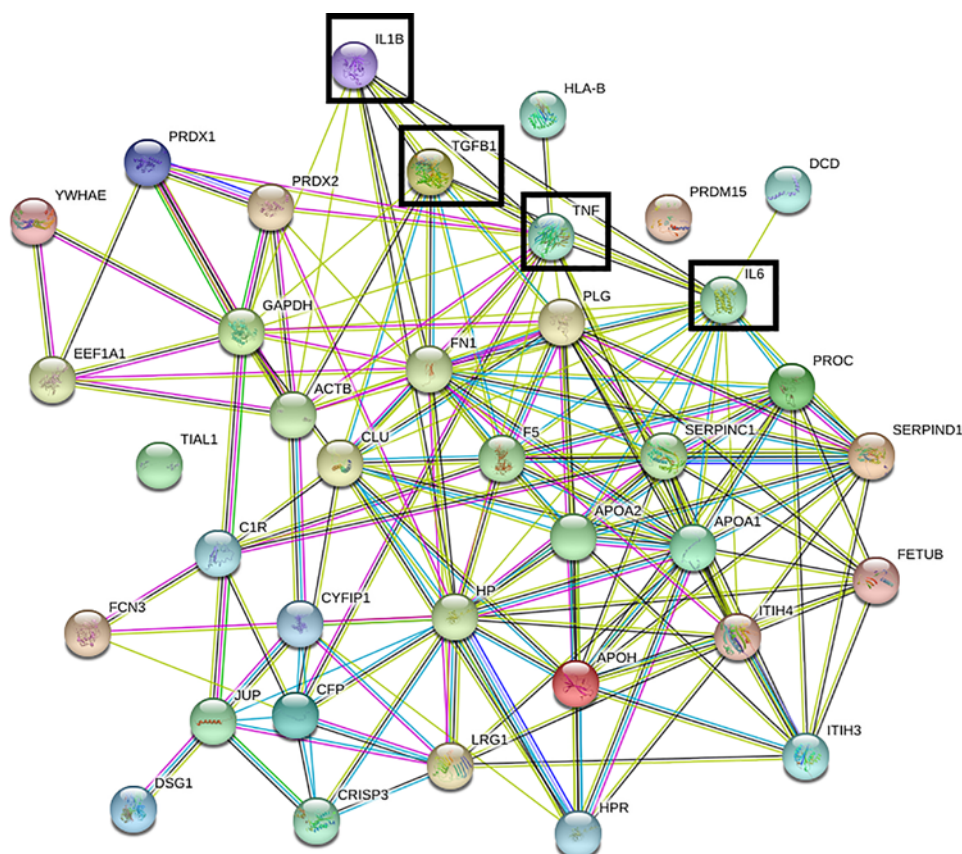 IL1B
HLA-B
TGFB1
PRDX1
DCD
PRDX2
PRDM15
YWHAE
TNF
IL6
GAPDH
PLG
EEF1A1
FN1
PROC
ACTB
SERPINC1
SERPIND1
CLU
F5
TIAL1
APOA2
APOA1
C1R
FETUB
CYFIP1
HP
FCN3
ITIH4
APOH
CFP
JUP
LRG1
ITIH3
DSG1
CRISP3
HPR